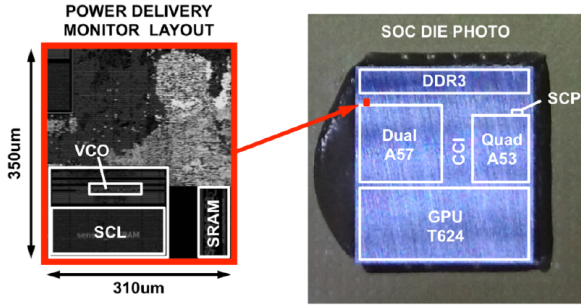 POWER DELIVERY
MONITOR LAYOUT
SOC DIE PHOTO
350um
VCO
SCL
SRAM
310um
DDR3
SCP
Dual
A57
CCI
Quad
A53
GPU
T624